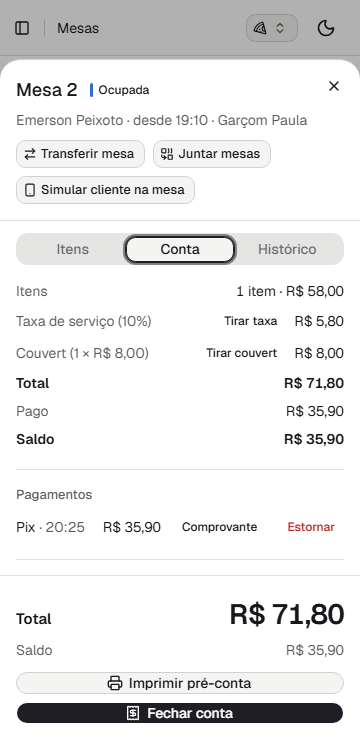 Mesas
Mesa 2 Ocupada
Emerson Peixoto · desde 19:10 · Garçom Paula
Transferir mesa Juntar mesas
Simular cliente na mesa
Itens Conta Histórico
Itens 1 item · R$ 58,00
Taxa de serviço (10%) Tirar taxa R$ 5,80
Couvert (1 × R$ 8,00) Tirar couvert R$ 8,00
Total R$ 71,80
Pago R$ 35,90
Saldo R$ 35,90
Pagamentos
Pix · 20:25 R$ 35,90 Comprovante Estornar
Total R$ 71,80
Saldo R$ 35,90
Imprimir pré-conta
Fechar conta